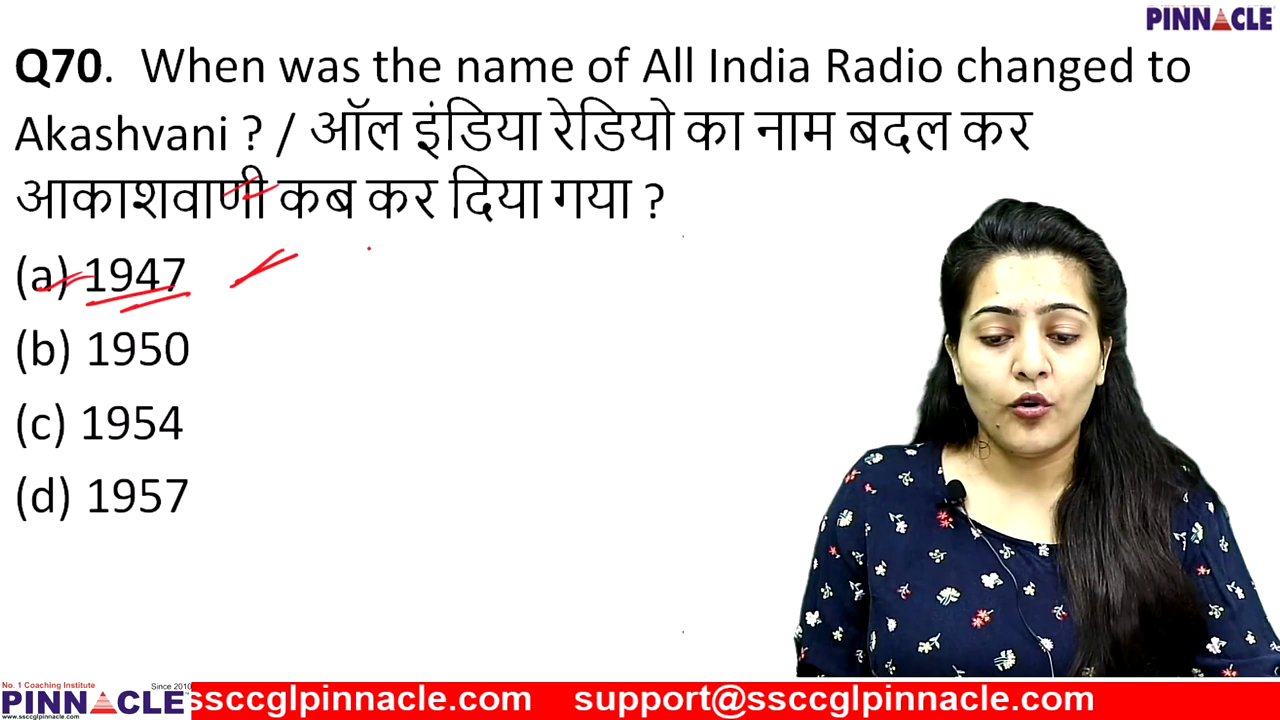 PINNACLE
Q70. When was the name of All India Radio changed to
Akashvani ? / ऑल इंडिया रेडियो का नाम बदल कर
आकाशवाणी कब कर दिया गया ?
(a) 1947
(b) 1950
(c) 1954
(d) 1957
No. 1 Coaching Institute Since 2010
PINNACLE
www.ssccglpinnacle.com
ssccglpinnacle.com support@ssccglpinnacle.com